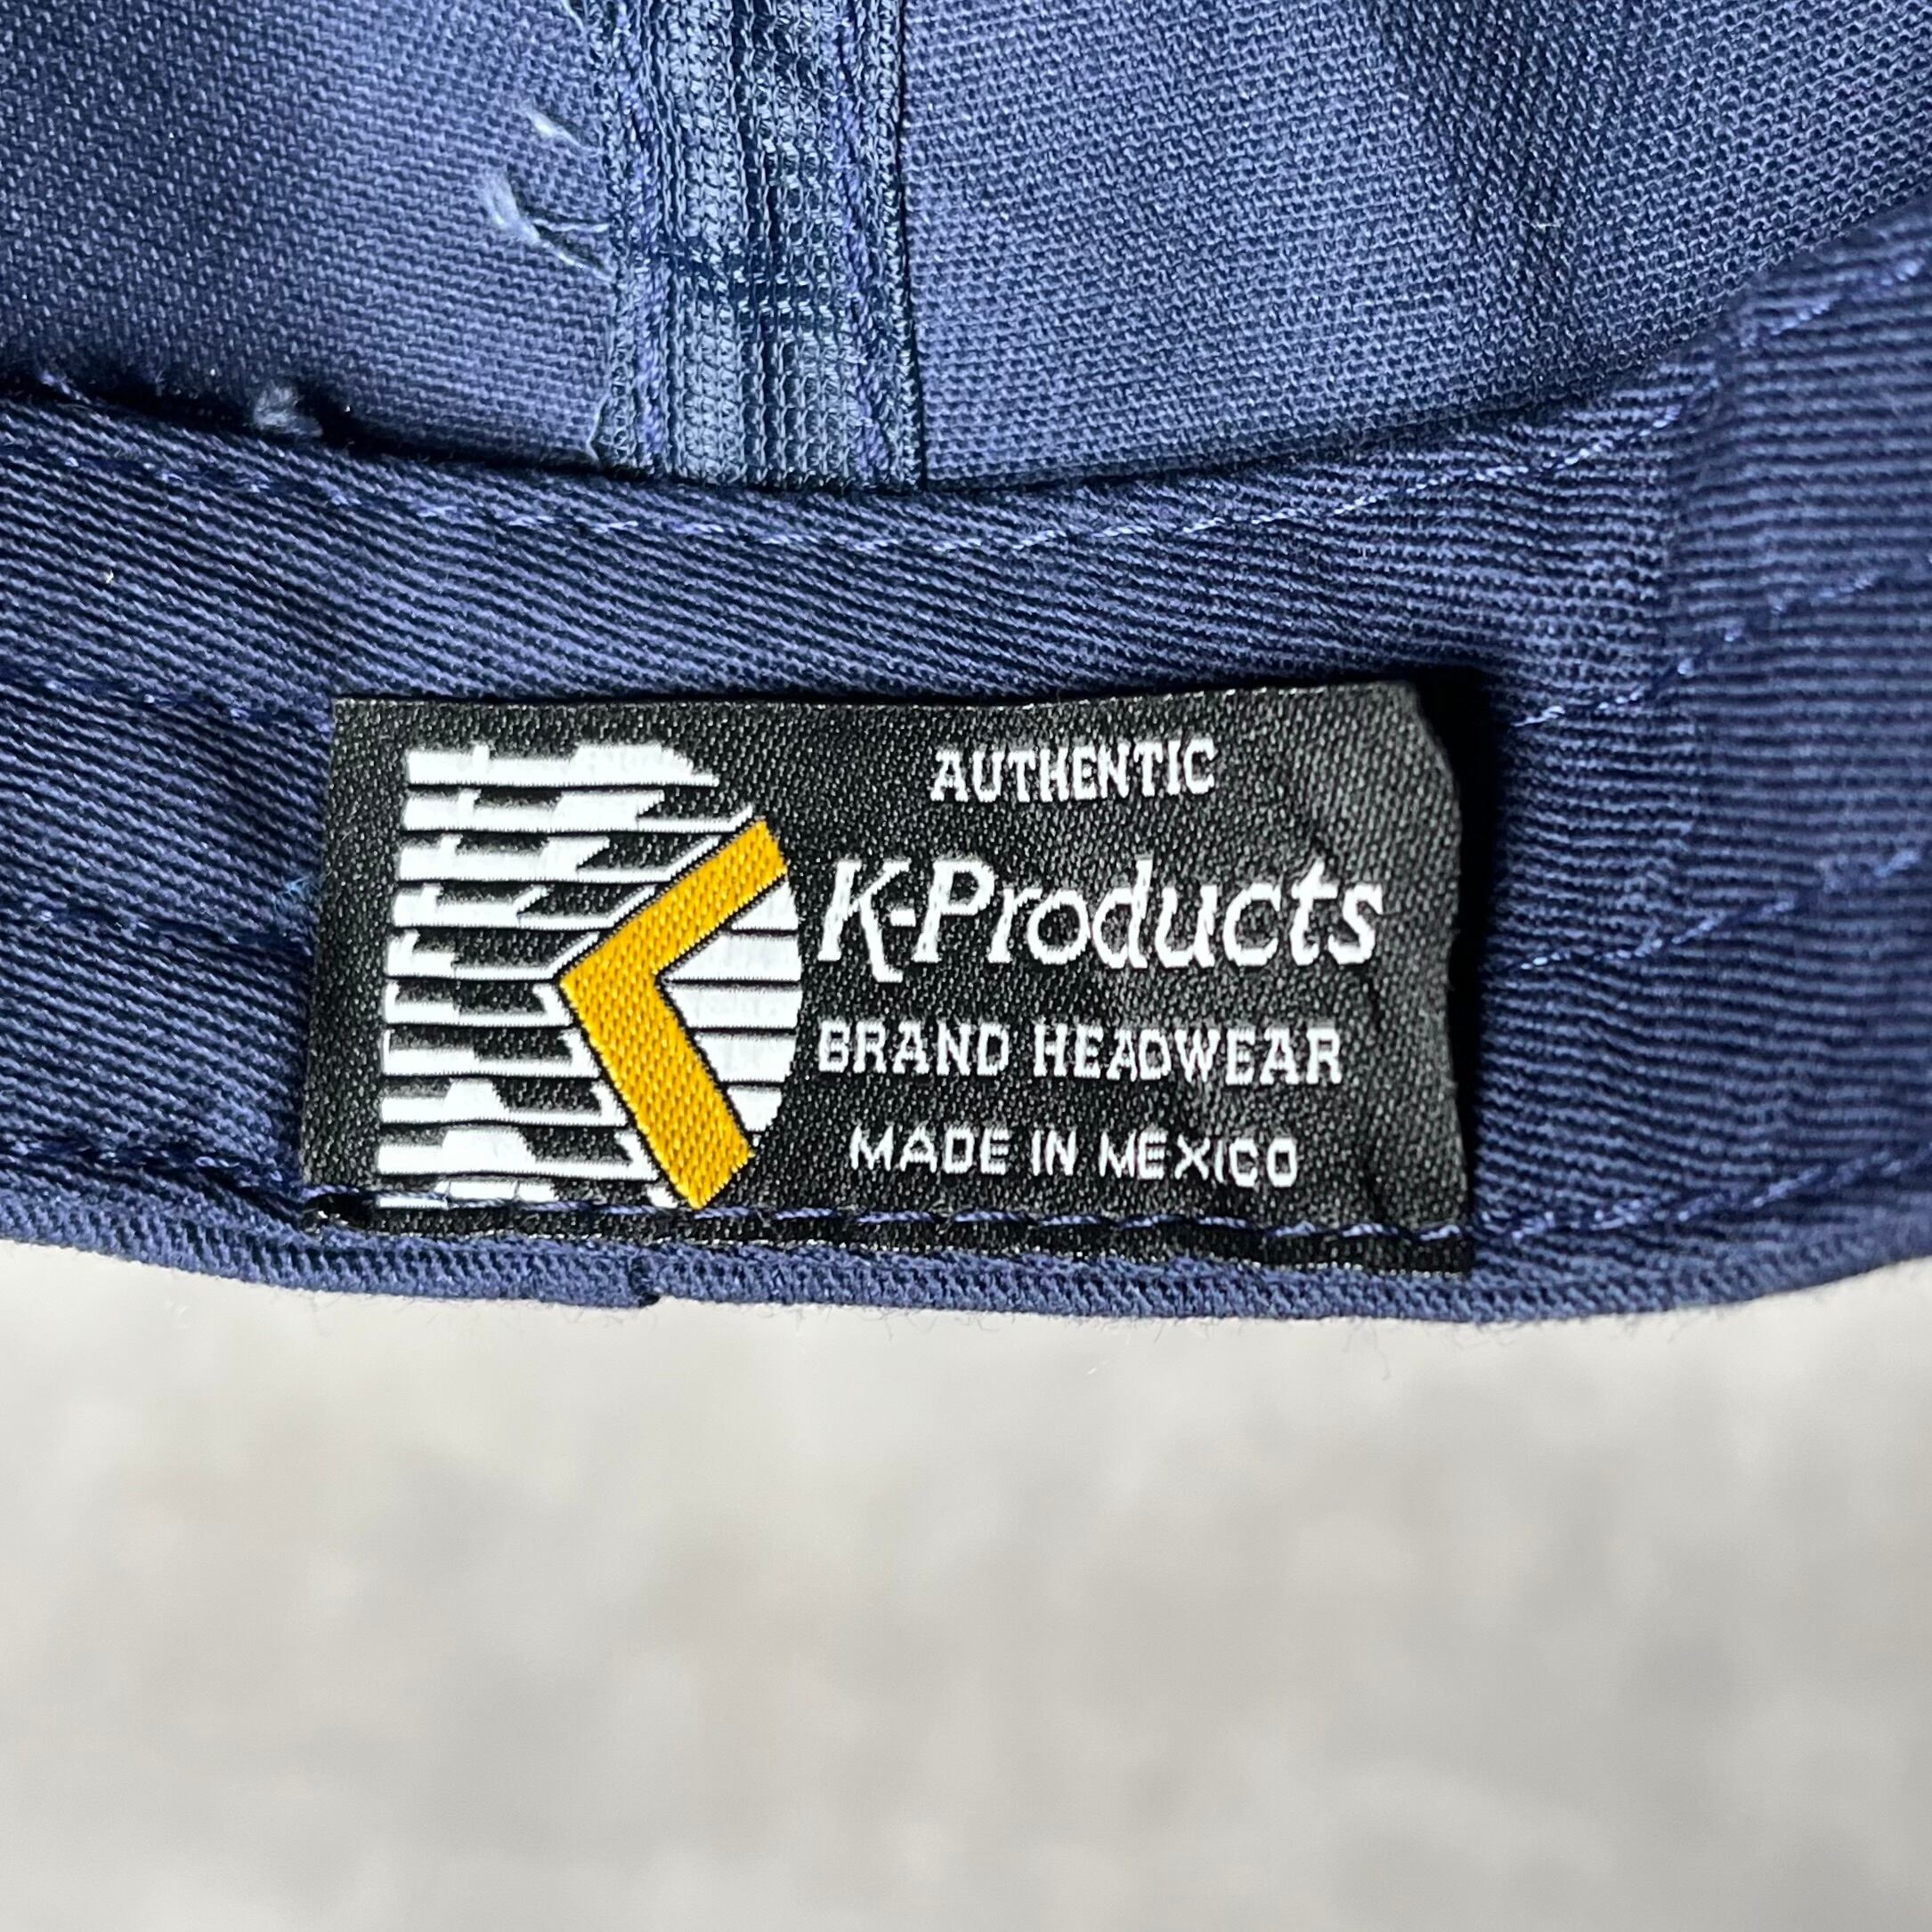 AUTHENTIC
K-Products
BRAND HEADWEAR
MADE IN MEXICO